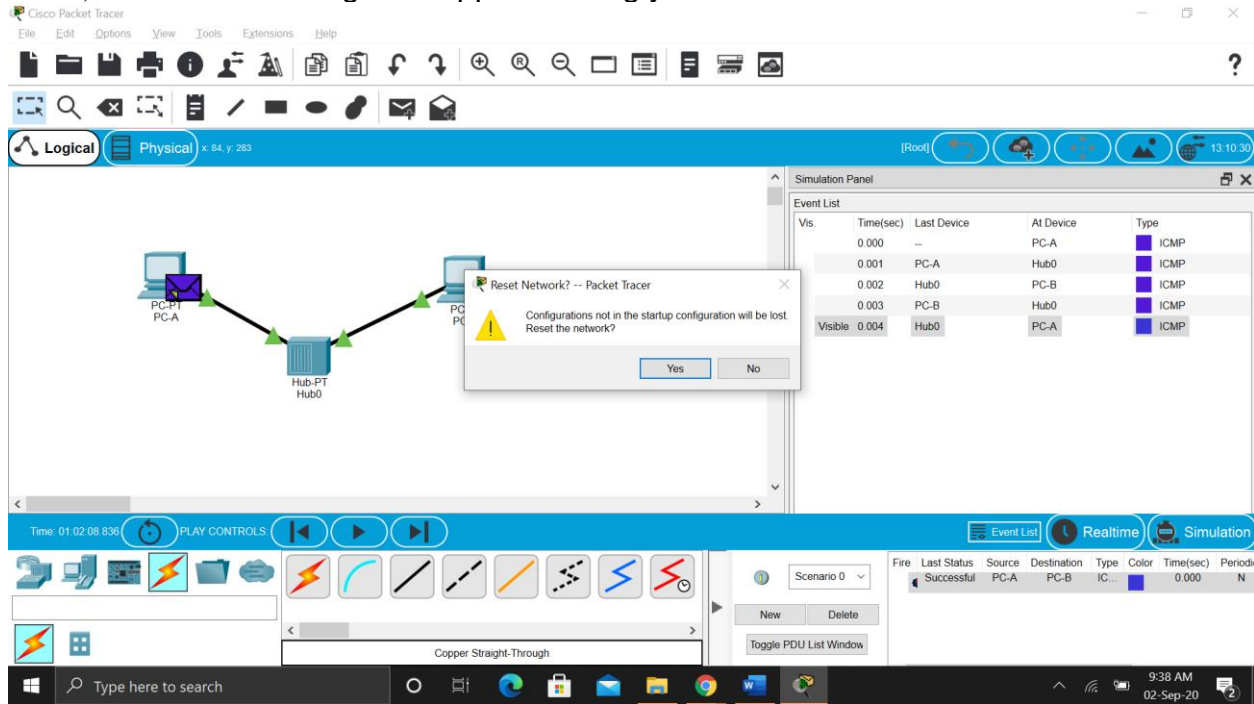 Cisco Packet Tracer
File Edit Options View Tools Extensions Help
?
Logical Physical x: 84, y: 283 [Root] 13:10:30
Simulation Panel
Event List
Vis. Time(sec) Last Device At Device Type
0.000 -- PC-A ICMP
0.001 PC-A Hub0 ICMP
0.002 Hub0 PC-B ICMP
0.003 PC-B Hub0 ICMP
Visible 0.004 Hub0 PC-A ICMP
PC-PT
PC-A
PC
PC
Hub-PT
Hub0
Reset Network? -- Packet Tracer
Configurations not in the startup configuration will be lost.
Reset the network?
Yes No
Time: 01:02:08.836 PLAY CONTROLS: Event List Realtime Simulation
Scenario 0
New Delete
Toggle PDU List Window
Fire Last Status Source Destination Type Color Time(sec) Periodi
Successful PC-A PC-B IC... 0.000 N
Copper Straight-Through
Type here to search
9:38 AM
02-Sep-20
2